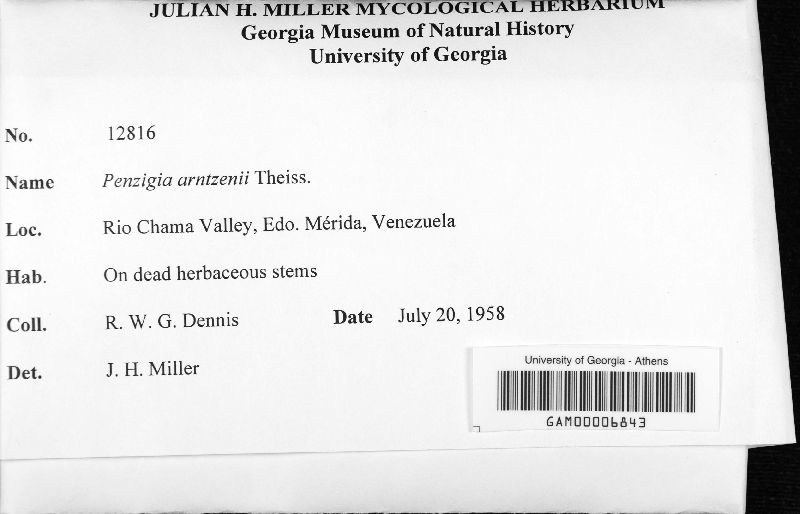 JULIAN H. MILLER MYCOLOGICAL HERBARIUM
Georgia Museum of Natural History
University of Georgia
No. 12816
Name Penzigia arntzenii Theiss.
Loc. Rio Chama Valley, Edo. Mérida, Venezuela
Hab. On dead herbaceous stems
Coll. R. W. G. Dennis Date July 20, 1958
Det. J. H. Miller
University of Georgia - Athens
GAM00006843